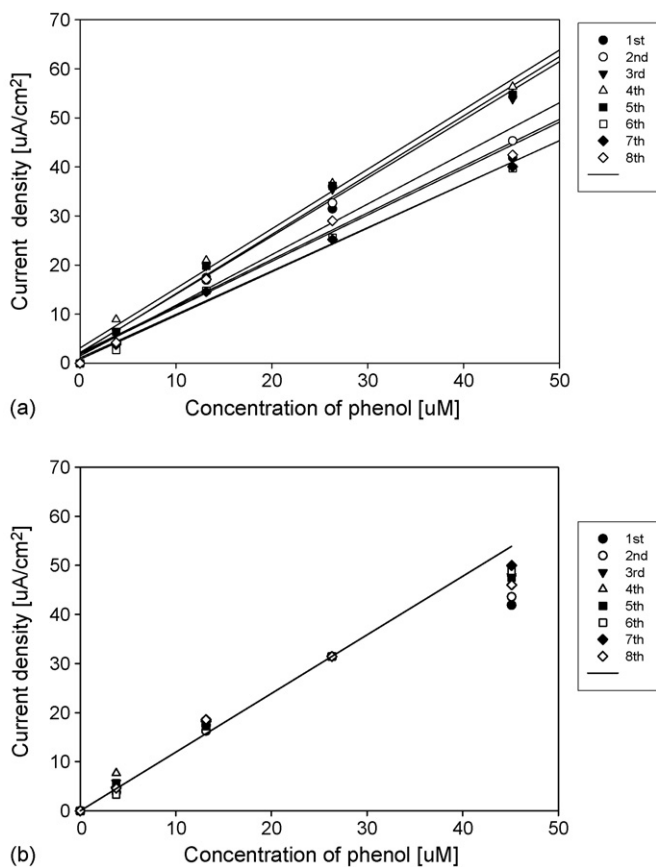 70
60
50
40
30
20
10
0
0 10 20 30 40 50
Current density [uA/cm²]
Concentration of phenol [uM]
(a)
1st
2nd
3rd
4th
5th
6th
7th
8th
70
60
50
40
30
20
10
0
0 10 20 30 40 50
Current density [uA/cm²]
Concentration of phenol [uM]
(b)
1st
2nd
3rd
4th
5th
6th
7th
8th